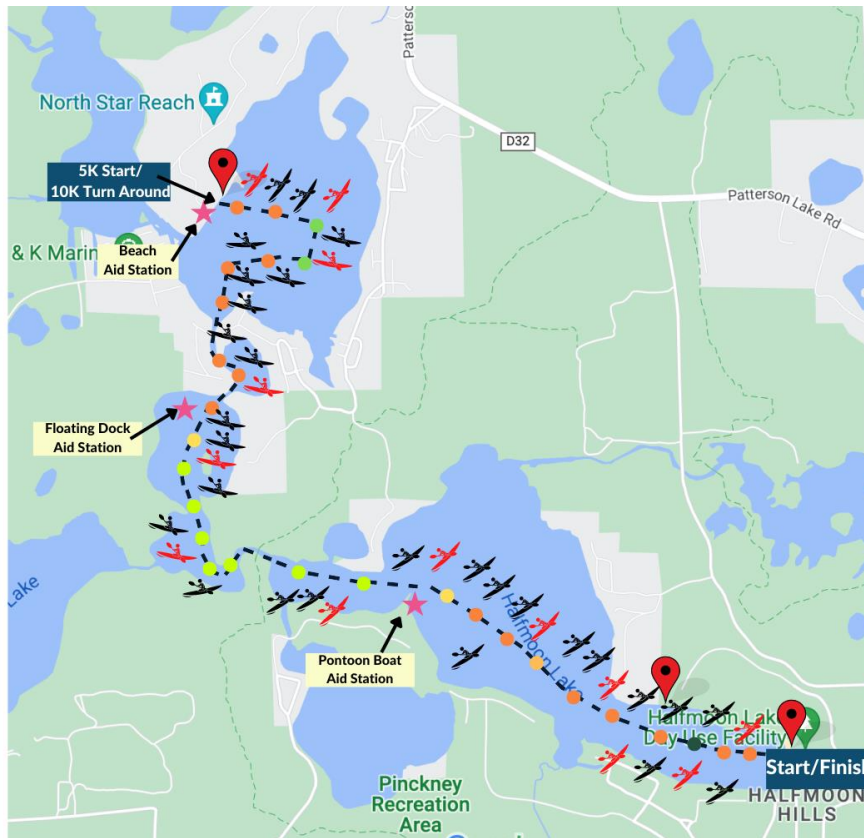 Patterson
North Star Reach
D32
5K Start/
10K Turn Around
Patterson Lake Rd
& K Marin
Beach
Aid Station
Floating Dock
Aid Station
Lake
Halfmoon Lake
Pontoon Boat
Aid Station
Halfmoon Lake
Day Use Facility
Start/Finish
Pinckney
Recreation
Area
HALFMOON
HILLS